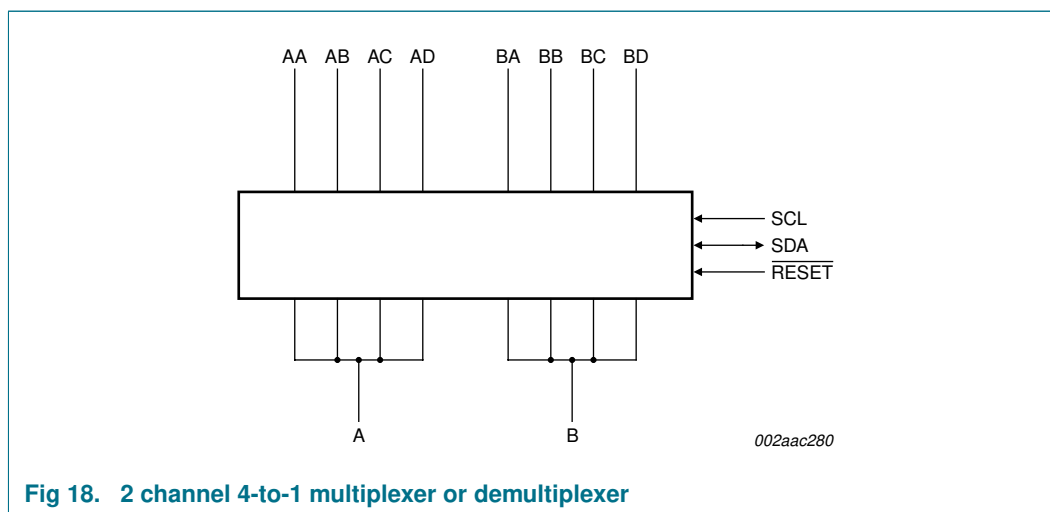 AA AB AC AD BA BB BC BD
SCL
SDA
RESET
A B
002aac280
Fig 18. 2 channel 4-to-1 multiplexer or demultiplexer